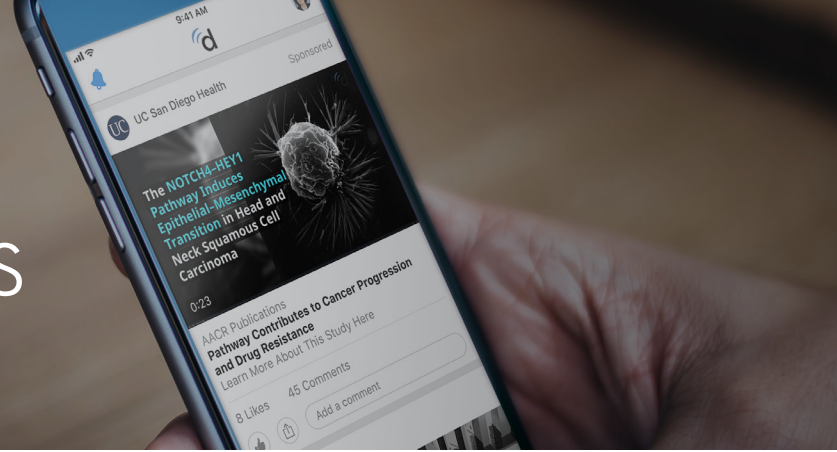 9:41 AM
d
Sponsored
UC UC San Diego Health
The NOTCH4–HEY1
Pathway Induces
Epithelial–Mesenchymal
Transition in Head and
Neck Squamous Cell
Carcinoma
0:23
AACR Publications
Pathway Contributes to Cancer Progression
and Drug Resistance
Learn More About This Study Here
8 Likes 45 Comments
Add a comment
s